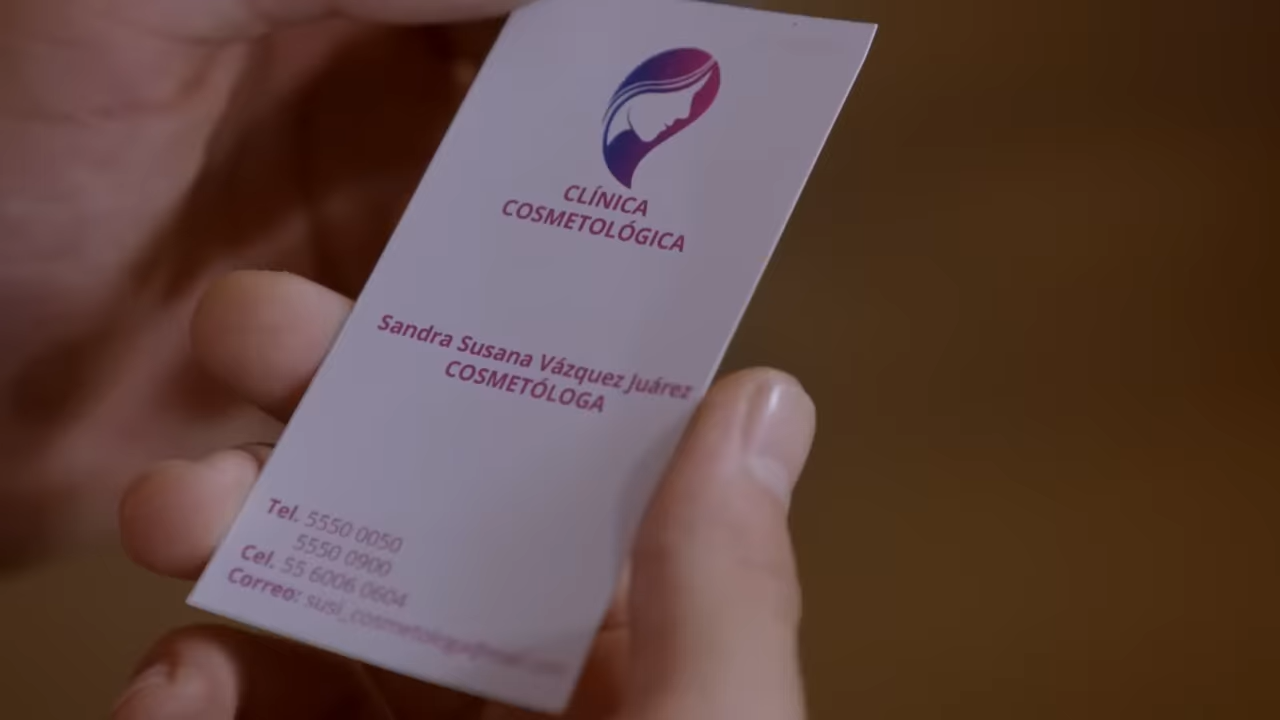 CLÍNICA
COSMETOLÓGICA
Sandra Susana Vázquez Juárez
COSMETÓLOGA
Tel. 5550 0050
5550 0900
Cel. 55 6006 0604
Correo: